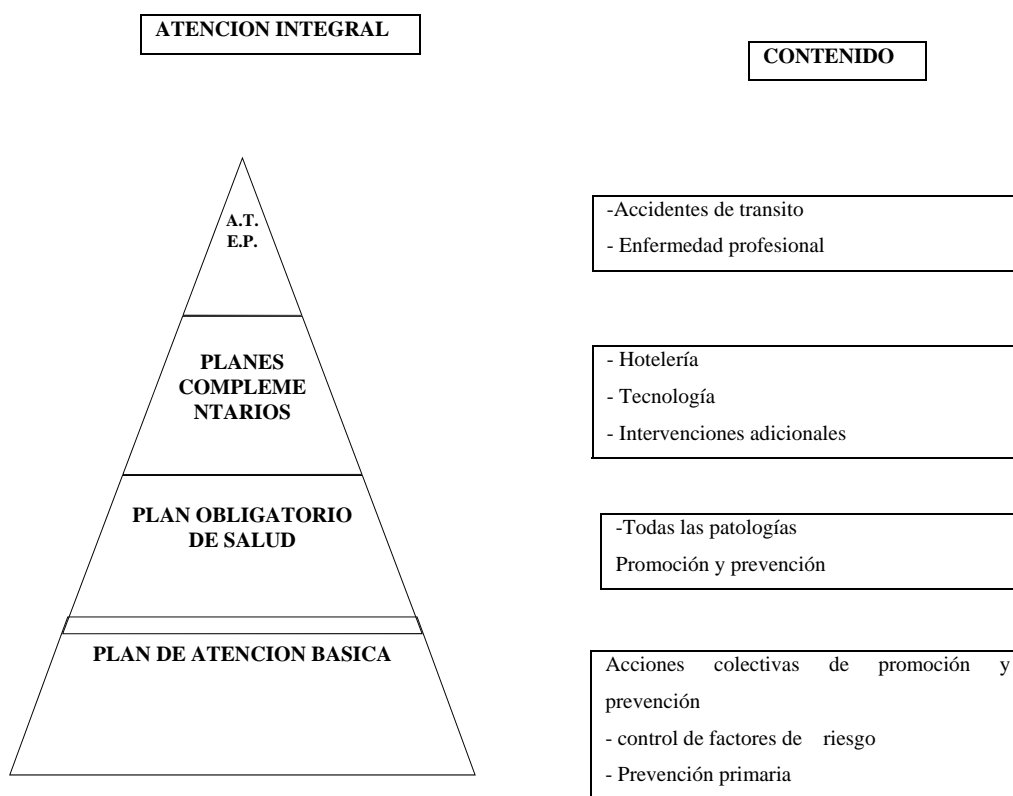 ATENCION INTEGRAL
CONTENIDO
A.T.
E.P.
-Accidentes de transito
- Enfermedad profesional
PLANES
COMPLEME
NTARIOS
- Hotelería
- Tecnología
- Intervenciones adicionales
PLAN OBLIGATORIO
DE SALUD
-Todas las patologías
Promoción y prevención
PLAN DE ATENCION BASICA
Acciones colectivas de promoción y
prevención
- control de factores de riesgo
- Prevención primaria